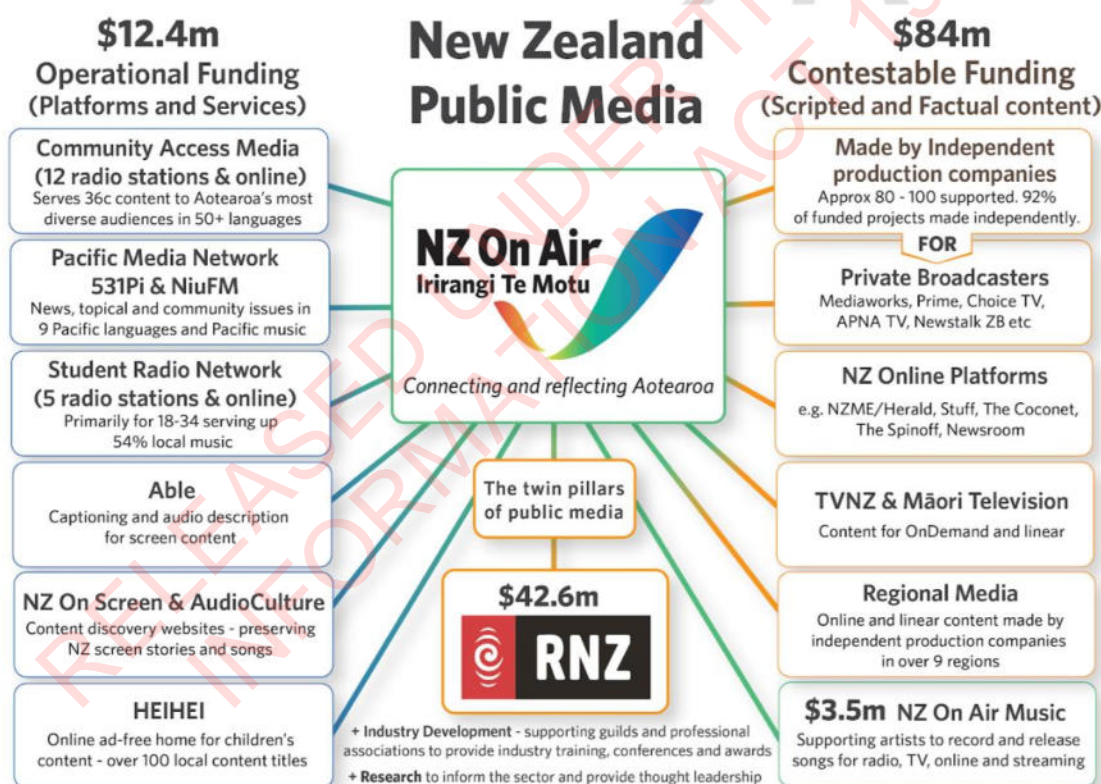 New Zealand
Public Media
$12.4m
Operational Funding
(Platforms and Services)
Community Access Media
(12 radio stations & online)
Serves 36c content to Aotearoa's most
diverse audiences in 50+ languages
Pacific Media Network
531Pi & NiuFM
News, topical and community issues in
9 Pacific languages and Pacific music
Student Radio Network
(5 radio stations & online)
Primarily for 18-34 serving up
54% local music
Able
Captioning and audio description
for screen content
NZ On Screen & AudioCulture
Content discovery websites - preserving
NZ screen stories and songs
HEIHEI
Online ad-free home for children's
content - over 100 local content titles
NZ On Air
Irirangi Te Motu
Connecting and reflecting Aotearoa
The twin pillars
of public media
$42.6m
RNZ
+ Industry Development - supporting guilds and professional
associations to provide industry training, conferences and awards
+ Research to inform the sector and provide thought leadership
$84m
Contestable Funding
(Scripted and Factual content)
Made by Independent
production companies
Approx 80 - 100 supported. 92%
of funded projects made independently.
FOR
Private Broadcasters
Mediaworks, Prime, Choice TV,
APNA TV, Newstalk ZB etc
NZ Online Platforms
e.g. NZME/Herald, Stuff, The Coconet,
The Spinoff, Newsroom
TVNZ & Māori Television
Content for OnDemand and linear
Regional Media
Online and linear content made by
independent production companies
in over 9 regions
$3.5m NZ On Air Music
Supporting artists to record and release
songs for radio, TV, online and streaming
RELEASED UNDER
INFORMATION ACT